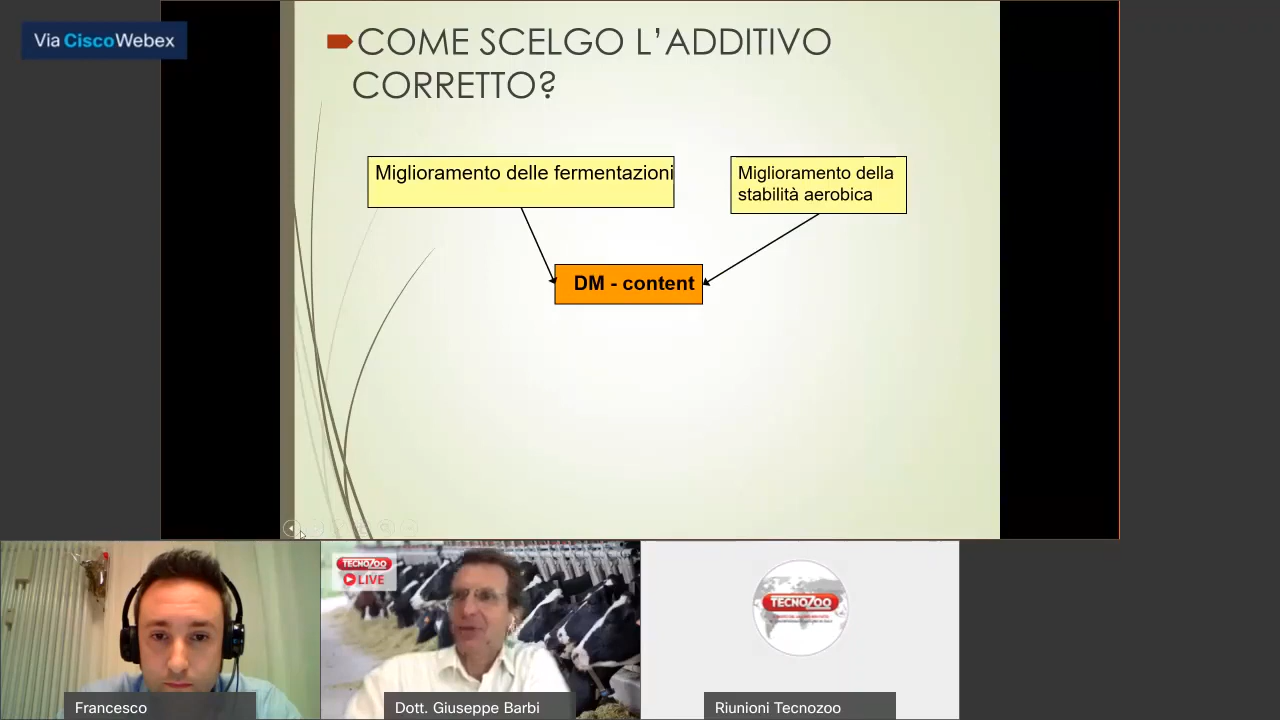 Via CiscoWebex
COME SCELGO L’ADDITIVO
CORRETTO?
Miglioramento delle fermentazioni
Miglioramento della
stabilità aerobica
DM - content
TECNOZOO
LIVE
TECNOZOO
Francesco
Dott. Giuseppe Barbi
Riunioni Tecnozoo